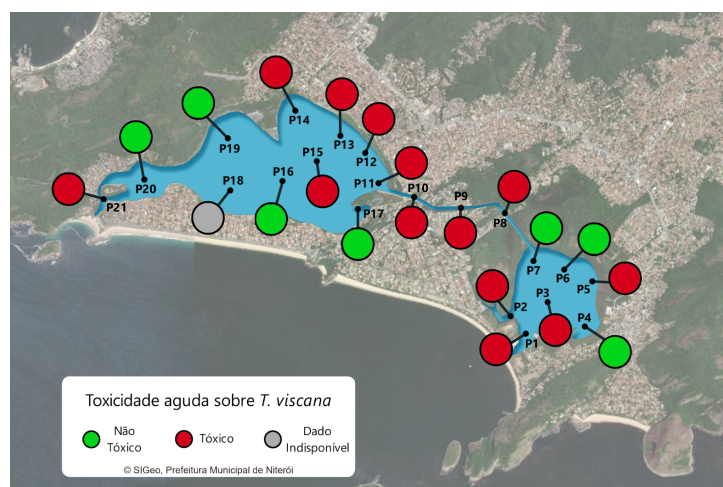 P14
P13
P19
P12
P15
P16
P11
P18
P10
P20
P9
P21
P17
P8
P7
P6
P5
P3
P2
P4
P1
Toxicidade aguda sobre T. viscana
Não
Tóxico
Tóxico
Dado
Indisponível
© SIGeo, Prefeitura Municipal de Niterói